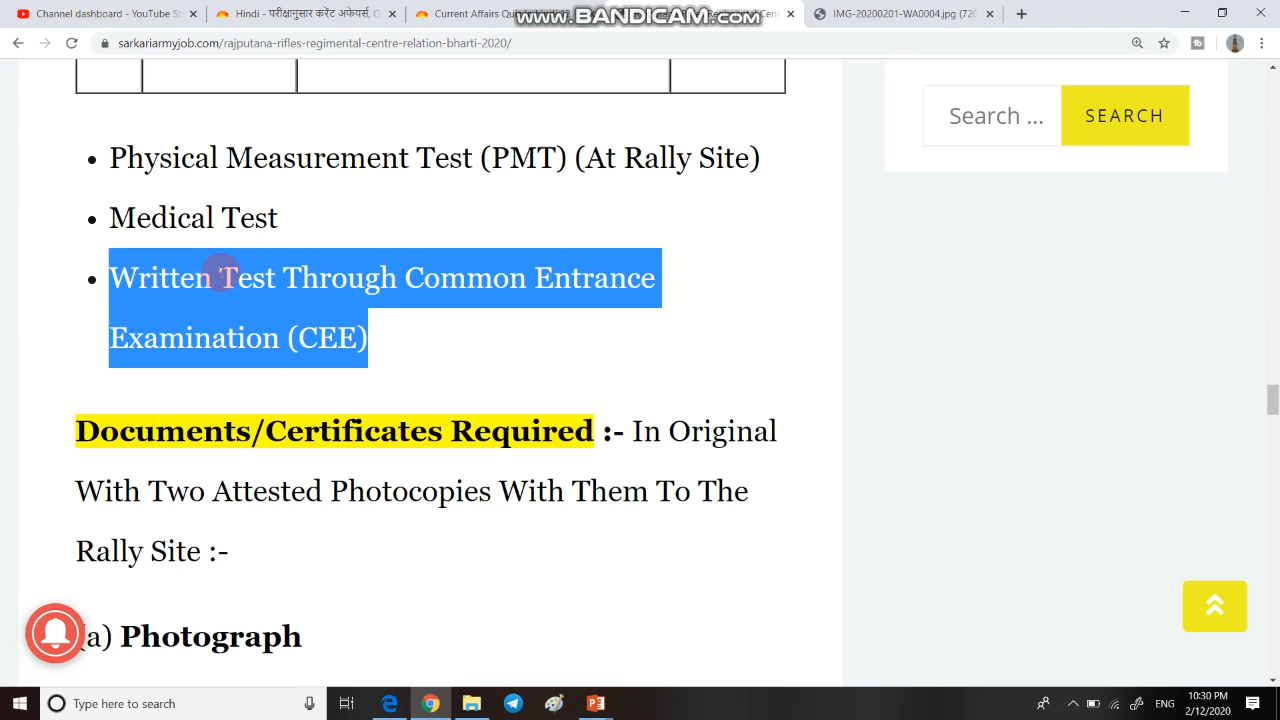 Channel dashboard - YouTube St
Hindi - परीक्षानुसार करेंट अफेयर्स, Q
Current Affairs Qu
Cent
IMG-20200201-WA0004.jpg (720
www.BANDICAM.com
sarkariarmyjob.com/rajputana-rifles-regimental-centre-relation-bharti-2020/
Search ...
SEARCH
• Physical Measurement Test (PMT) (At Rally Site)
• Medical Test
• Written Test Through Common Entrance
Examination (CEE)
Documents/Certificates Required :- In Original
With Two Attested Photocopies With Them To The
Rally Site :-
(a) Photograph
Type here to search
ENG
10:30 PM
2/12/2020